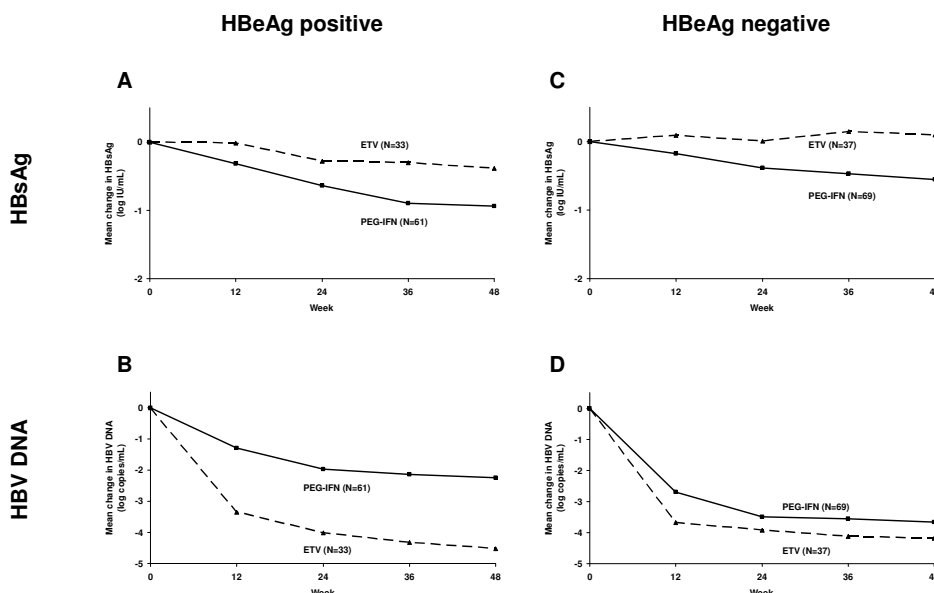 HBeAg positive
HBeAg negative
HBsAg
A
Mean change in HBsAg
(log IU/mL)
0
-1
-2
ETV (N=33)
PEG-IFN (N=61)
0 12 24 36 48
Week
C
Mean change in HBsAg
(log IU/mL)
0
-1
-2
ETV (N=37)
PEG-IFN (N=69)
0 12 24 36 4
Week
HBV DNA
B
Mean change in HBV DNA
(log copies/mL)
0
-1
-2
-3
-4
-5
PEG-IFN (N=61)
ETV (N=33)
0 12 24 36 48
Week
D
Mean change in HBV DNA
(log copies/mL)
0
-1
-2
-3
-4
-5
PEG-IFN (N=69)
ETV (N=37)
0 12 24 36 4
Week